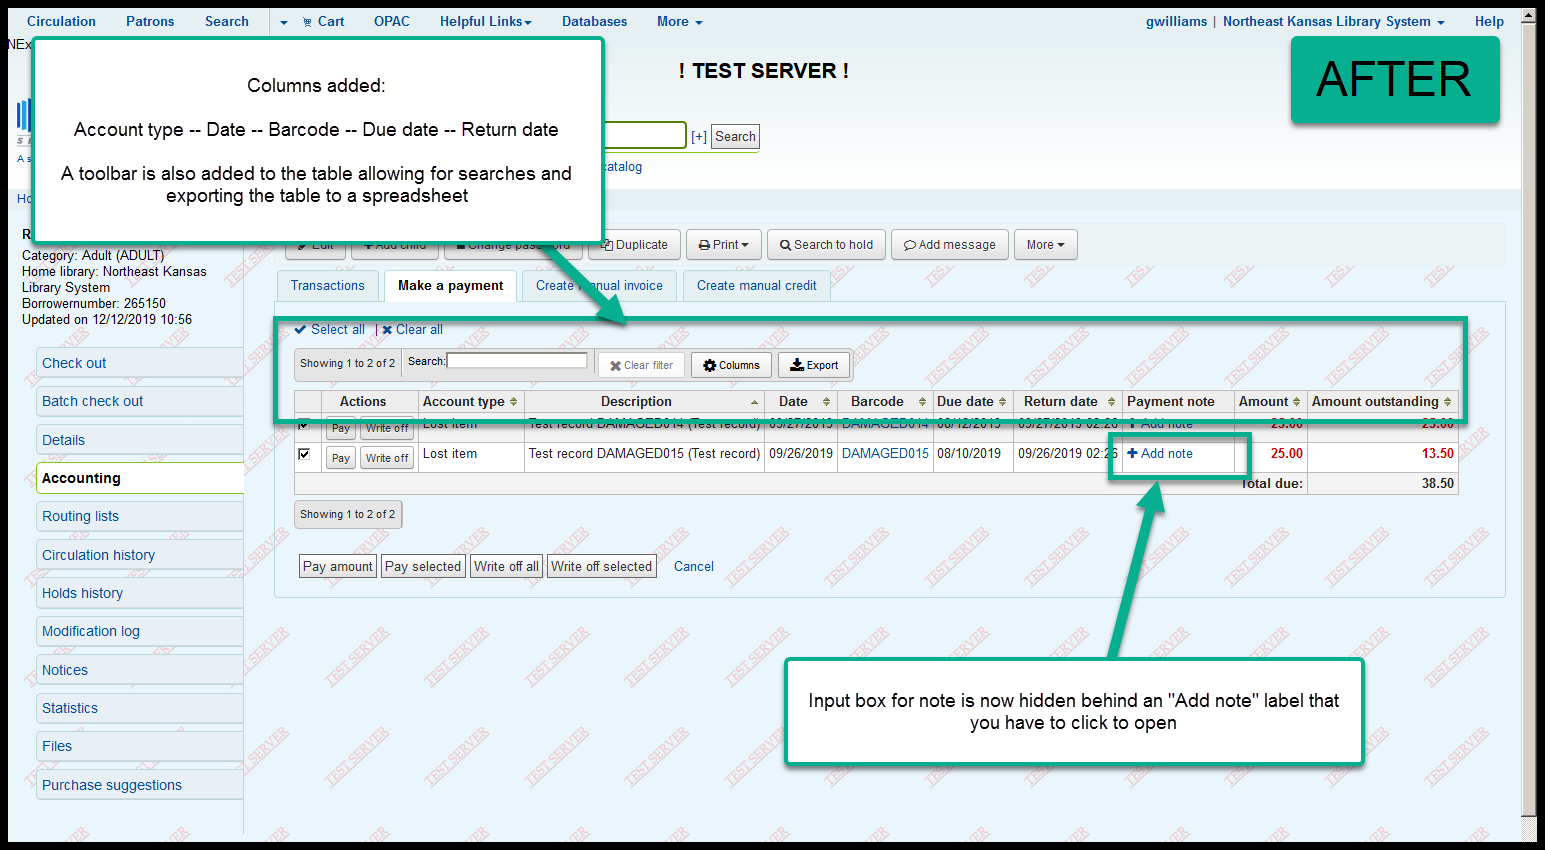 Circulation Patrons Search Cart OPAC Helpful Links Databases More gwilliams | Northeast Kansas Library System Help
NEx
! TEST SERVER !
AFTER
Columns added:
Account type -- Date -- Barcode -- Due date -- Return date
A toolbar is also added to the table allowing for searches and
exporting the table to a spreadsheet
[+] Search
catalog
A s
Ho
R
Category: Adult (ADULT)
Home library: Northeast Kansas
Library System
Borrowernumber: 265150
Updated on 12/12/2019 10:56
Edit Add child Change password Duplicate Print Search to hold Add message More
Transactions Make a payment Create manual invoice Create manual credit
Select all | Clear all
Showing 1 to 2 of 2 Search: Clear filter Columns Export
Actions Account type Description Date Barcode Due date Return date Payment note Amount Amount outstanding
Pay Write off Lost item Test record DAMAGED014 (Test record) 09/27/2019 DAMAGED014 08/12/2019 09/27/2019 02:26 Add note 25.00 25.00
Pay Write off Lost item Test record DAMAGED015 (Test record) 09/26/2019 DAMAGED015 08/10/2019 09/26/2019 02:26 Add note 25.00 13.50
Total due: 38.50
Showing 1 to 2 of 2
Pay amount Pay selected Write off all Write off selected Cancel
Check out
Batch check out
Details
Accounting
Routing lists
Circulation history
Holds history
Modification log
Notices
Statistics
Files
Purchase suggestions
Input box for note is now hidden behind an "Add note" label that
you have to click to open
TEST SERVER